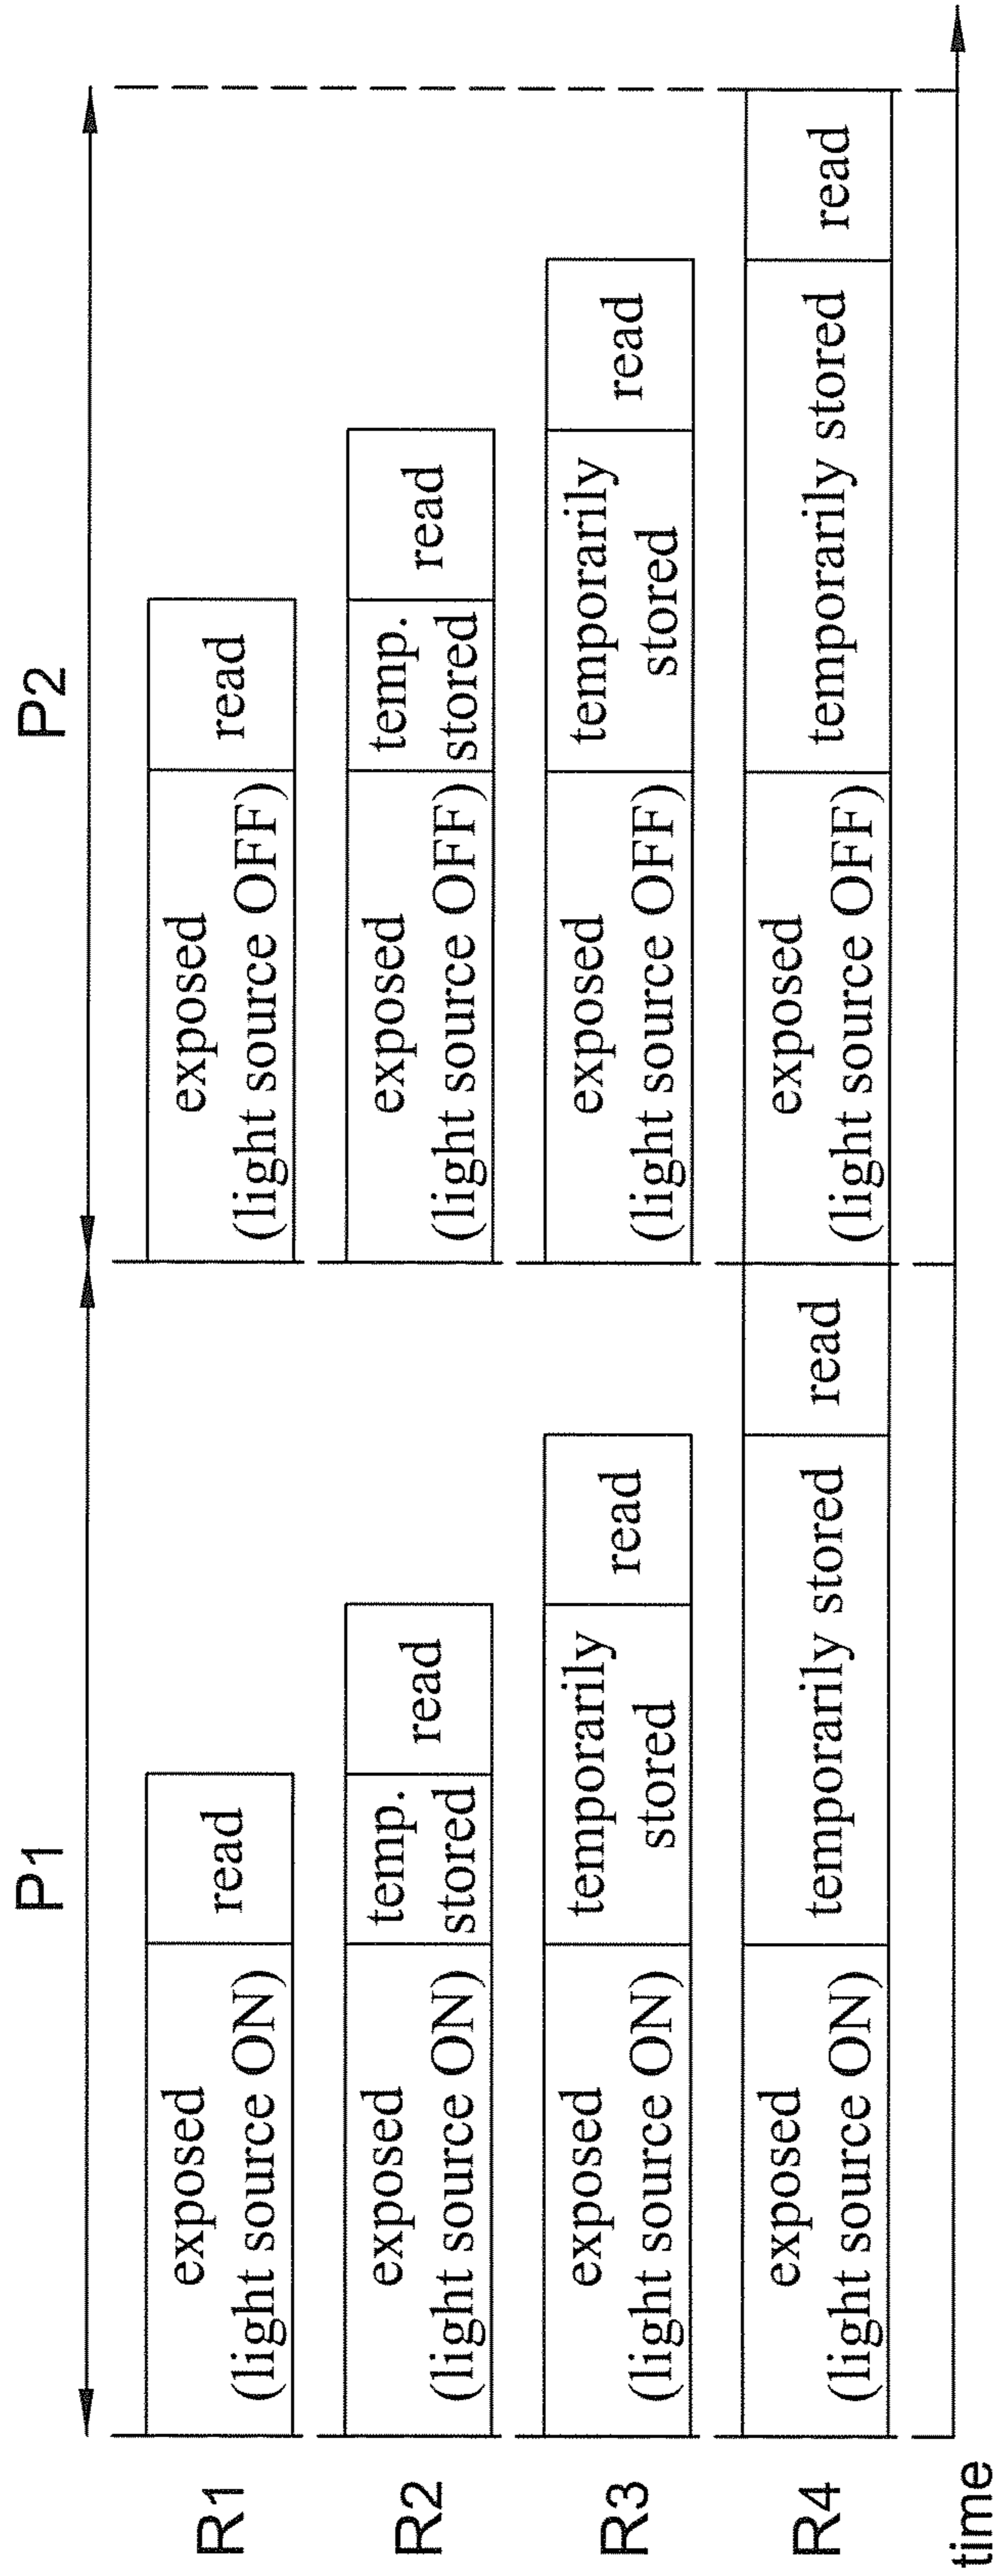 P1
P2
R1
exposed
(light source ON)
read
exposed
(light source OFF)
read
R2
exposed
(light source ON)
temp.
stored
read
exposed
(light source OFF)
temp.
stored
read
R3
exposed
(light source ON)
temporarily
stored
read
exposed
(light source OFF)
temporarily
stored
read
R4
exposed
(light source ON)
temporarily stored
read
exposed
(light source OFF)
temporarily stored
read
time